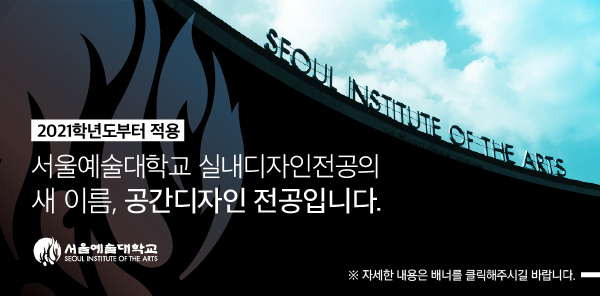 SEOUL INSTITUTE OF THE ARTS
2021학년도부터 적용
서울예술대학교 실내디자인전공의
새 이름, 공간디자인 전공입니다.
서울예술대학교
SEOUL INSTITUTE OF THE ARTS
※ 자세한 내용은 배너를 클릭해주시길 바랍니다.